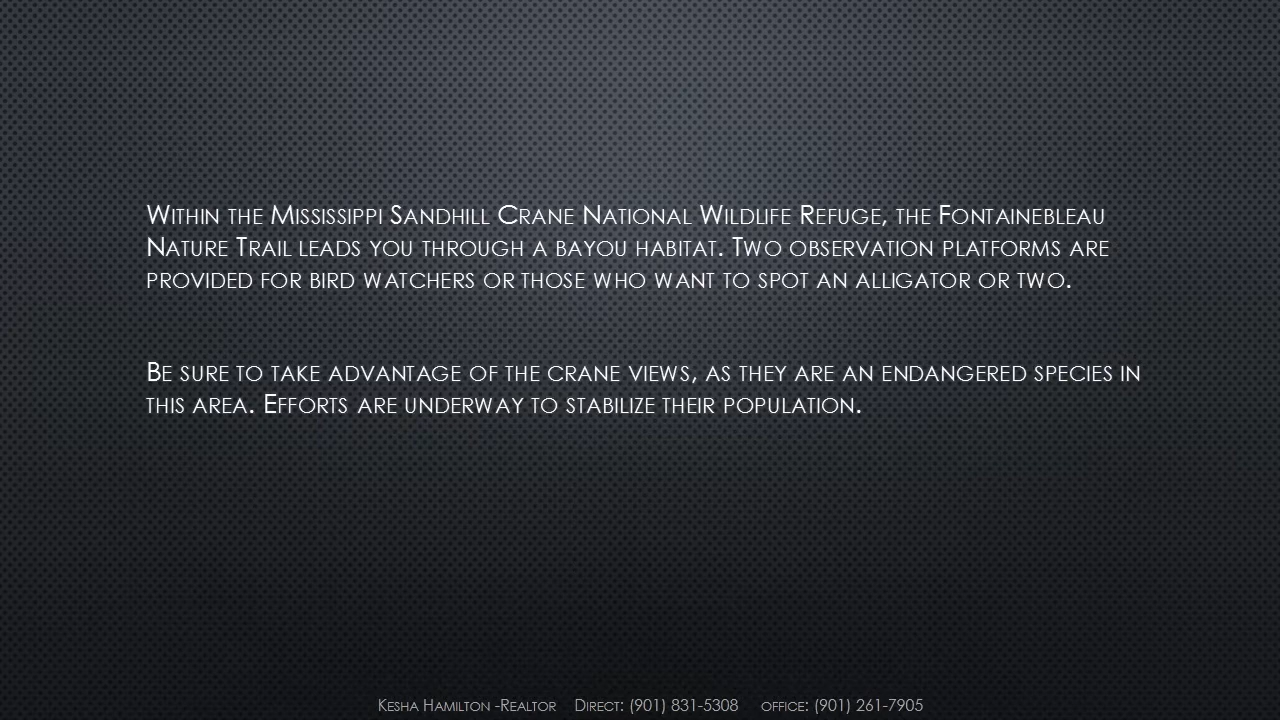 Within the Mississippi Sandhill Crane National Wildlife Refuge, the Fontainebleau
Nature Trail leads you through a bayou habitat. Two observation platforms are
provided for bird watchers or those who want to spot an alligator or two.
Be sure to take advantage of the crane views, as they are an endangered species in
this area. Efforts are underway to stabilize their population.
Kesha Hamilton -Realtor Direct: (901) 831-5308 office: (901) 261-7905